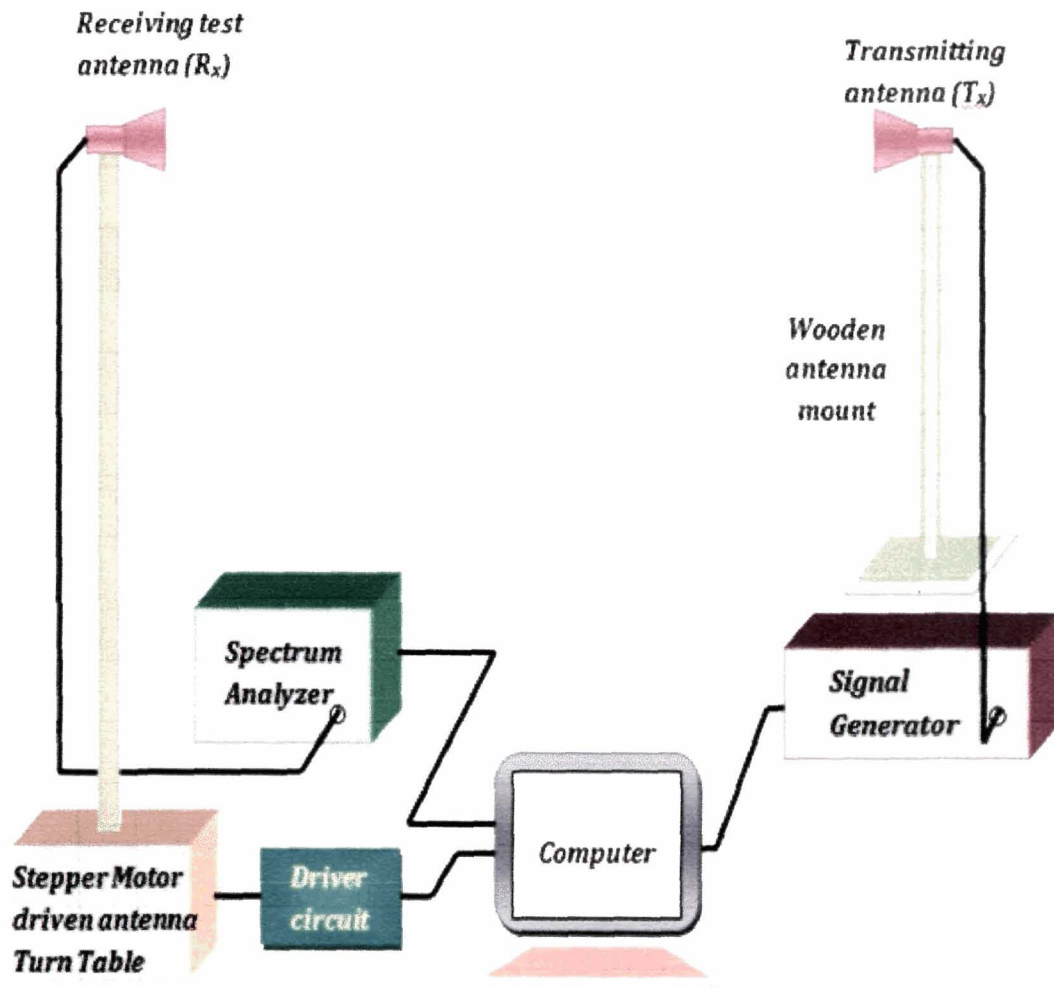 Receiving test
antenna (Rₓ)
Transmitting
antenna (Tₓ)
Wooden
antenna
mount
Spectrum
Analyzer
Signal
Generator
Computer
Stepper Motor
driven antenna
Turn Table
Driver
circuit